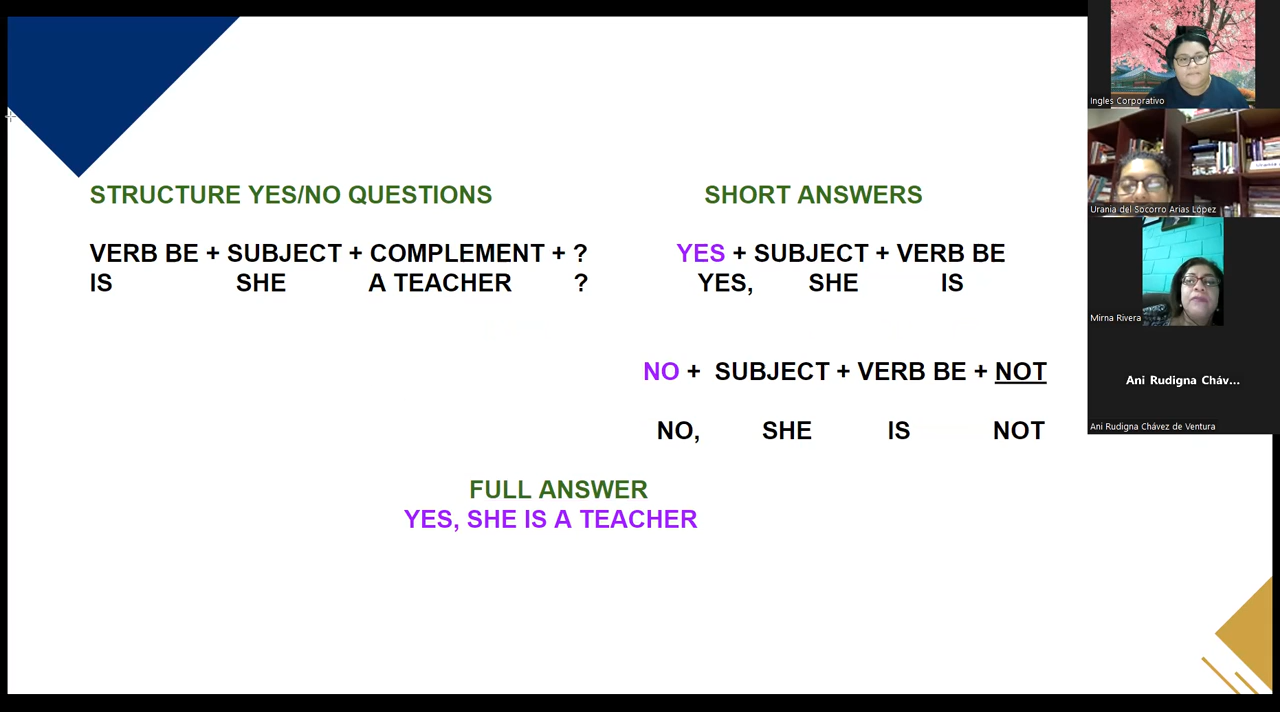 STRUCTURE YES/NO QUESTIONS
VERB BE + SUBJECT + COMPLEMENT + ?
IS SHE A TEACHER ?
SHORT ANSWERS
YES + SUBJECT + VERB BE
YES, SHE IS
NO + SUBJECT + VERB BE + NOT
NO, SHE IS NOT
FULL ANSWER
YES, SHE IS A TEACHER
Ingles Corporativo
Urania del Socorro Arias López
Mirna Rivera
Ani Rudigna Cháv...
Ani Rudigna Chávez de Ventura